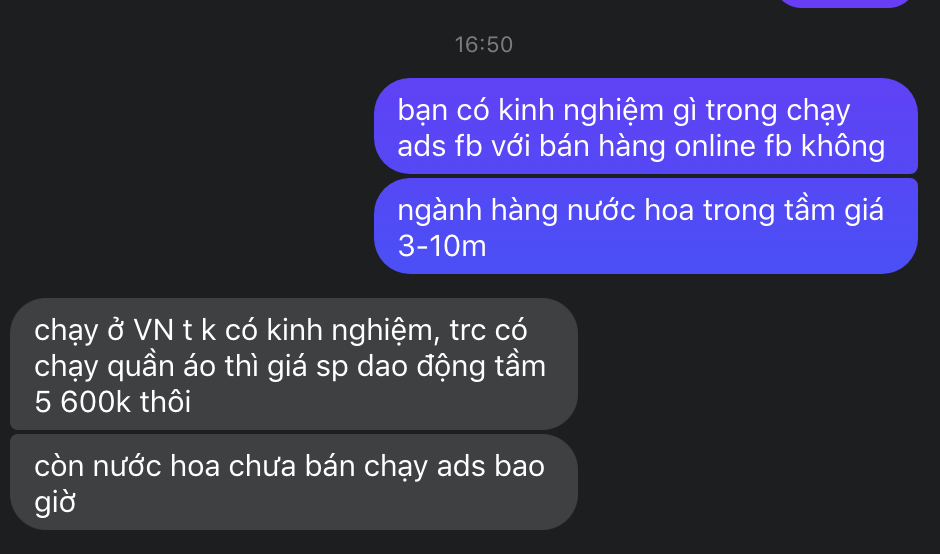 16:50
bạn có kinh nghiệm gì trong chạy
ads fb với bán hàng online fb không
ngành hàng nước hoa trong tầm giá
3-10m
chạy ở VN t k có kinh nghiệm, trc có
chạy quần áo thì giá sp dao động tầm
5 600k thôi
còn nước hoa chưa bán chạy ads bao
giờ